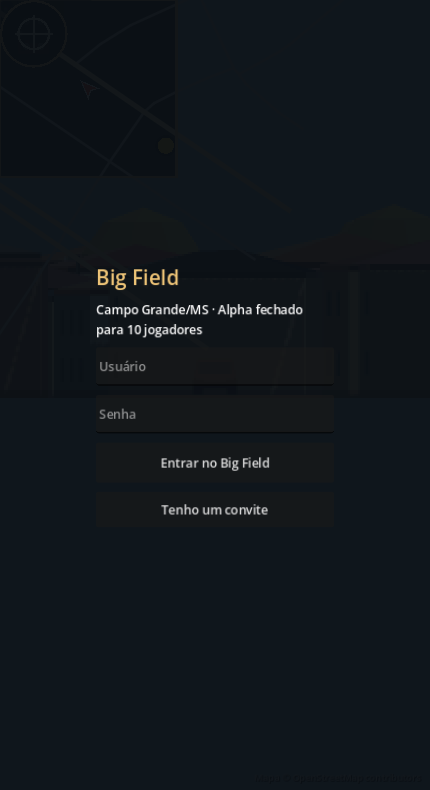 Big Field
Campo Grande/MS · Alpha fechado
para 10 jogadores
Usuário
Senha
Entrar no Big Field
Tenho um convite